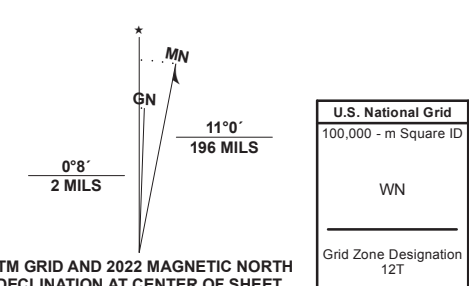 ★
MN
GN
11°0´
196 MILS
0°8´
2 MILS
TM GRID AND 2022 MAGNETIC NORTH
DECLINATION AT CENTER OF SHEET
U.S. National Grid
100,000 - m Square ID
WN
Grid Zone Designation
12T